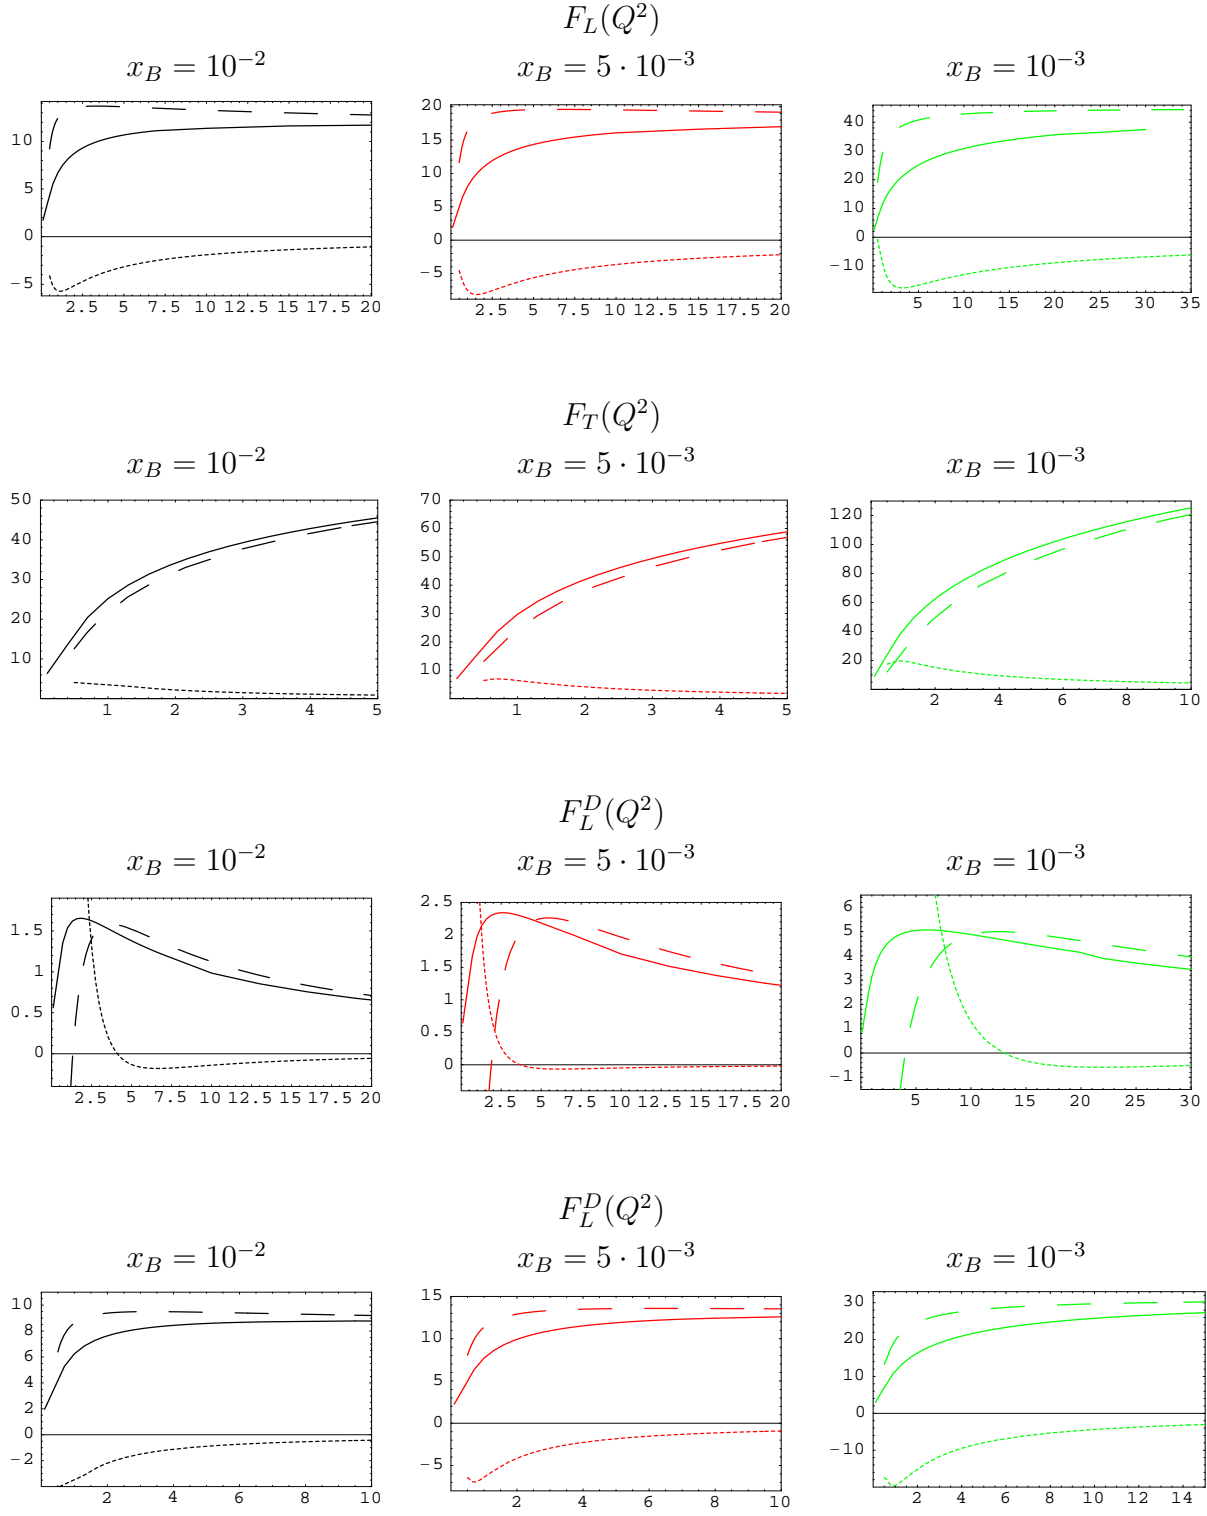 F_L(Q²)
x_B = 10⁻² x_B = 5 · 10⁻³ x_B = 10⁻³
10 5 0 −5
2.5 5 7.5 10 12.5 15 17.5 20
20 15 10 5 0 −5
2.5 5 7.5 10 12.5 15 17.5 20
40 30 20 10 0 −10
5 10 15 20 25 30 35
F_T(Q²)
x_B = 10⁻² x_B = 5 · 10⁻³ x_B = 10⁻³
50 40 30 20 10
1 2 3 4 5
70 60 50 40 30 20 10
1 2 3 4 5
120 100 80 60 40 20
2 4 6 8 10
F_L^D(Q²)
x_B = 10⁻² x_B = 5 · 10⁻³ x_B = 10⁻³
1.5 1 0.5 0
2.5 5 7.5 10 12.5 15 17.5 20
2.5 2 1.5 1 0.5 0
2.5 5 7.5 10 12.5 15 17.5 20
6 5 4 3 2 1 0 −1
5 10 15 20 25 30
F_L^D(Q²)
x_B = 10⁻² x_B = 5 · 10⁻³ x_B = 10⁻³
10 8 6 4 2 0 −2
2 4 6 8 10
15 10 5 0 −5
2 4 6 8 10
30 20 10 0 −10
2 4 6 8 10 12 14